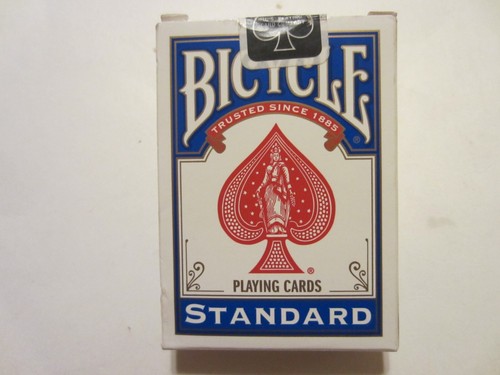 BICYCLE
®
TRUSTED SINCE 1885
®
PLAYING CARDS
STANDARD